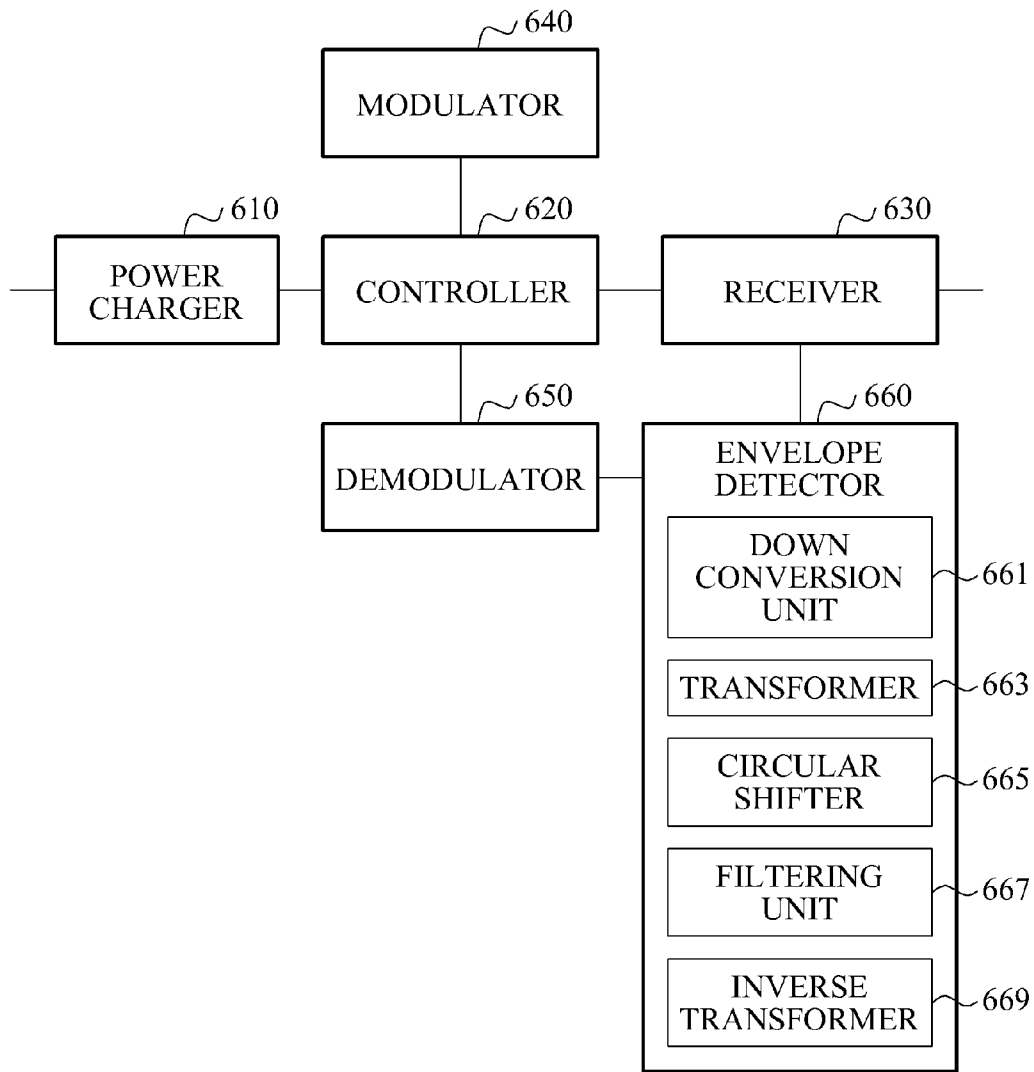 640
MODULATOR
610
620
630
POWER
CHARGER
CONTROLLER
RECEIVER
650
660
DEMODULATOR
ENVELOPE
DETECTOR
DOWN
CONVERSION
UNIT
661
TRANSFORMER
663
CIRCULAR
SHIFTER
665
FILTERING
UNIT
667
INVERSE
TRANSFORMER
669